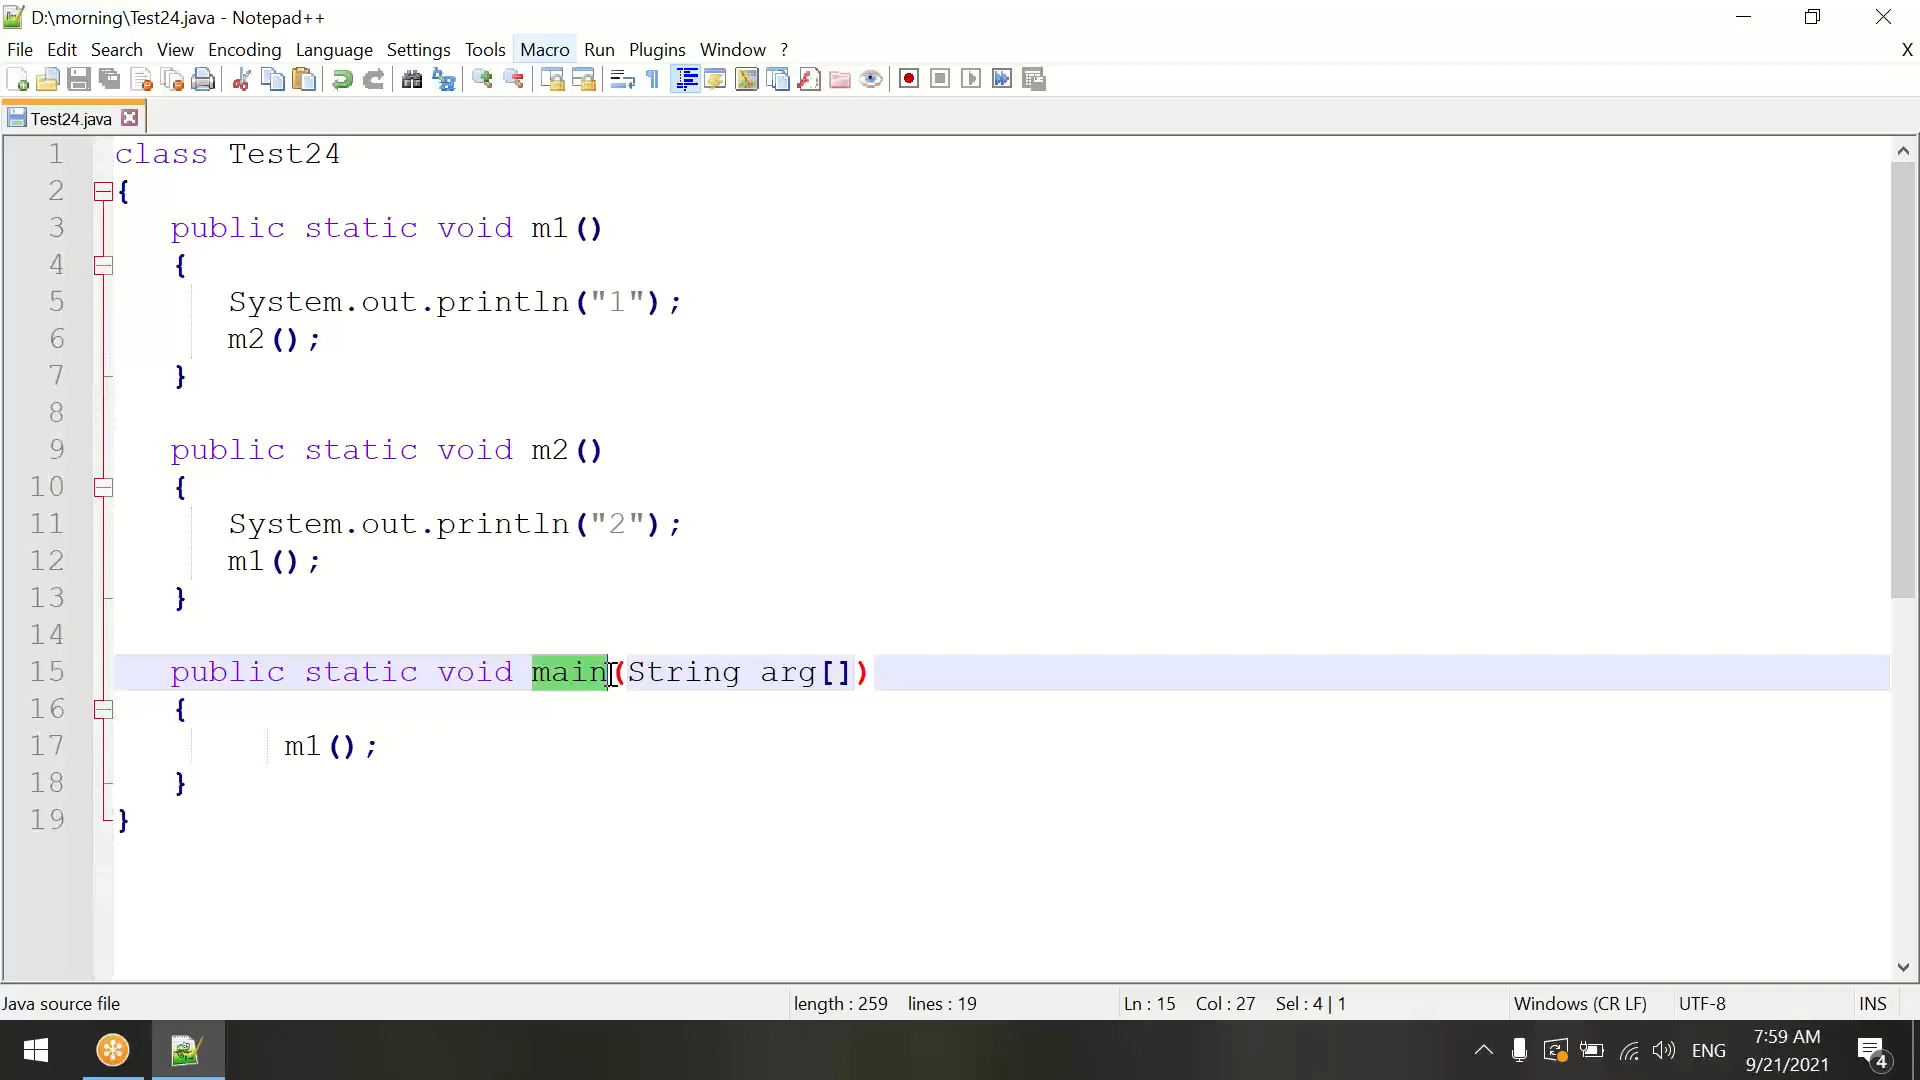 D:\morning\Test24.java - Notepad++
File Edit Search View Encoding Language Settings Tools Macro Run Plugins Window ? X
Test24.java
1 class Test24
2 {
3 public static void m1()
4 {
5 System.out.println("1");
6 m2();
7 }
8
9 public static void m2()
10 {
11 System.out.println("2");
12 m1();
13 }
14
15 public static void main(String arg[])
16 {
17 m1();
18 }
19 }
Java source file length : 259 lines : 19 Ln : 15 Col : 27 Sel : 4 | 1 Windows (CR LF) UTF-8 INS
ENG 7:59 AM
9/21/2021 4